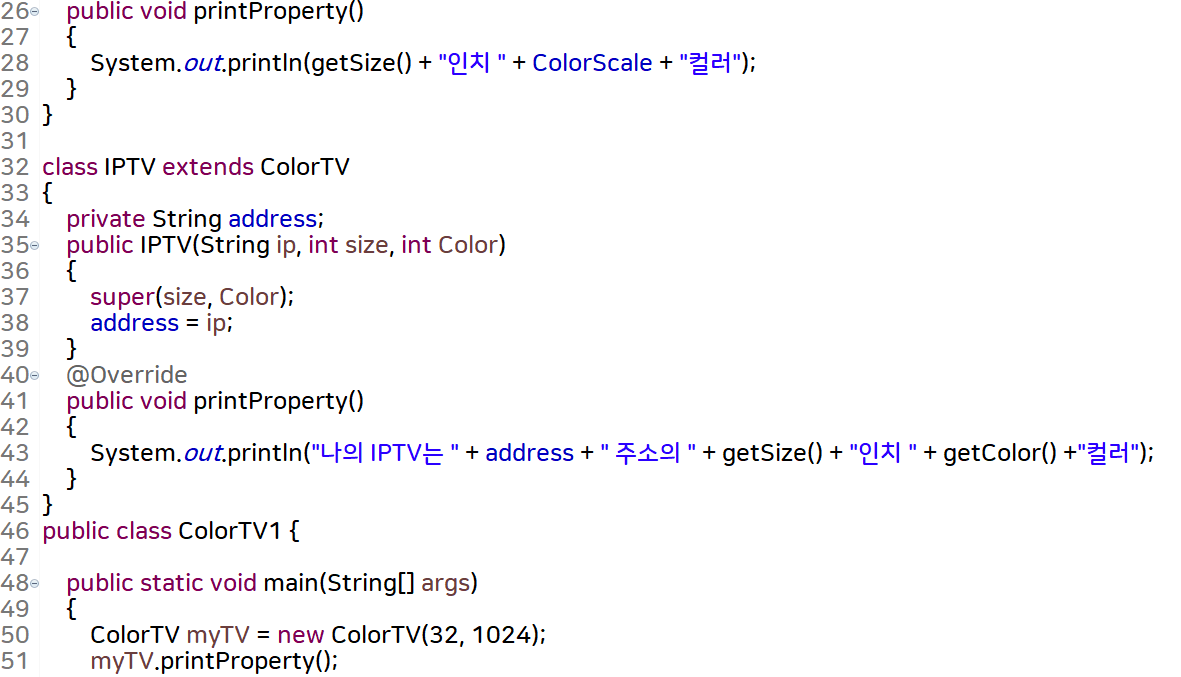 26 public void printProperty()
27 {
28 System.out.println(getSize() + "인치 " + ColorScale + "컬러");
29 }
30 }
31
32 class IPTV extends ColorTV
33 {
34 private String address;
35 public IPTV(String ip, int size, int Color)
36 {
37 super(size, Color);
38 address = ip;
39 }
40 @Override
41 public void printProperty()
42 {
43 System.out.println("나의 IPTV는 " + address + " 주소의 " + getSize() + "인치 " + getColor() +"컬러");
44 }
45 }
46 public class ColorTV1 {
47
48 public static void main(String[] args)
49 {
50 ColorTV myTV = new ColorTV(32, 1024);
51 myTV.printProperty();